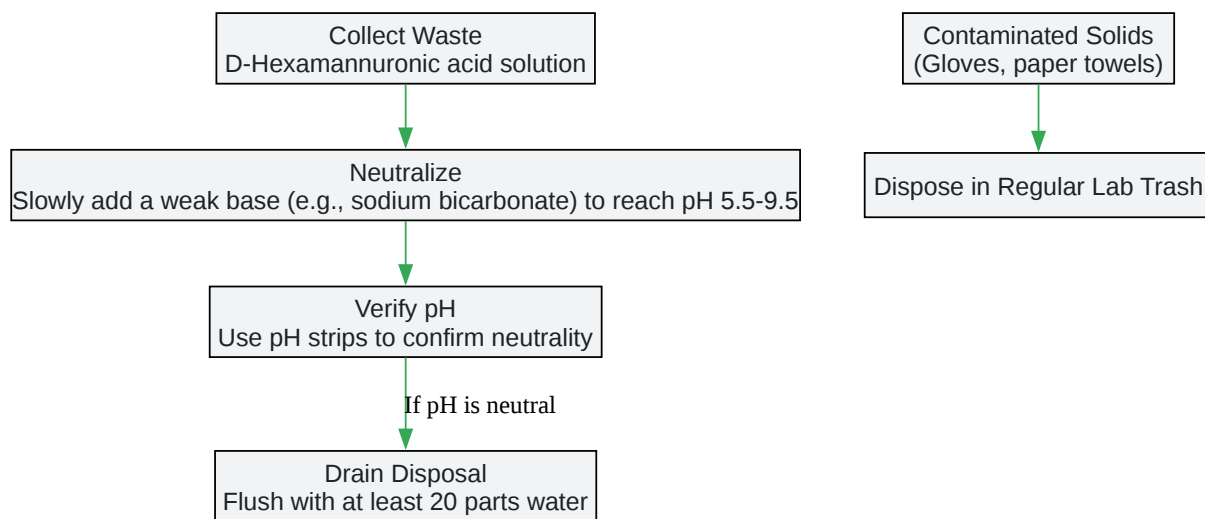 Collect Waste
D-Hexamannuronic acid solution
Neutralize
Slowly add a weak base (e.g., sodium bicarbonate) to reach pH 5.5-9.5
Verify pH
Use pH strips to confirm neutrality
If pH is neutral
Drain Disposal
Flush with at least 20 parts water
Contaminated Solids
(Gloves, paper towels)
Dispose in Regular Lab Trash